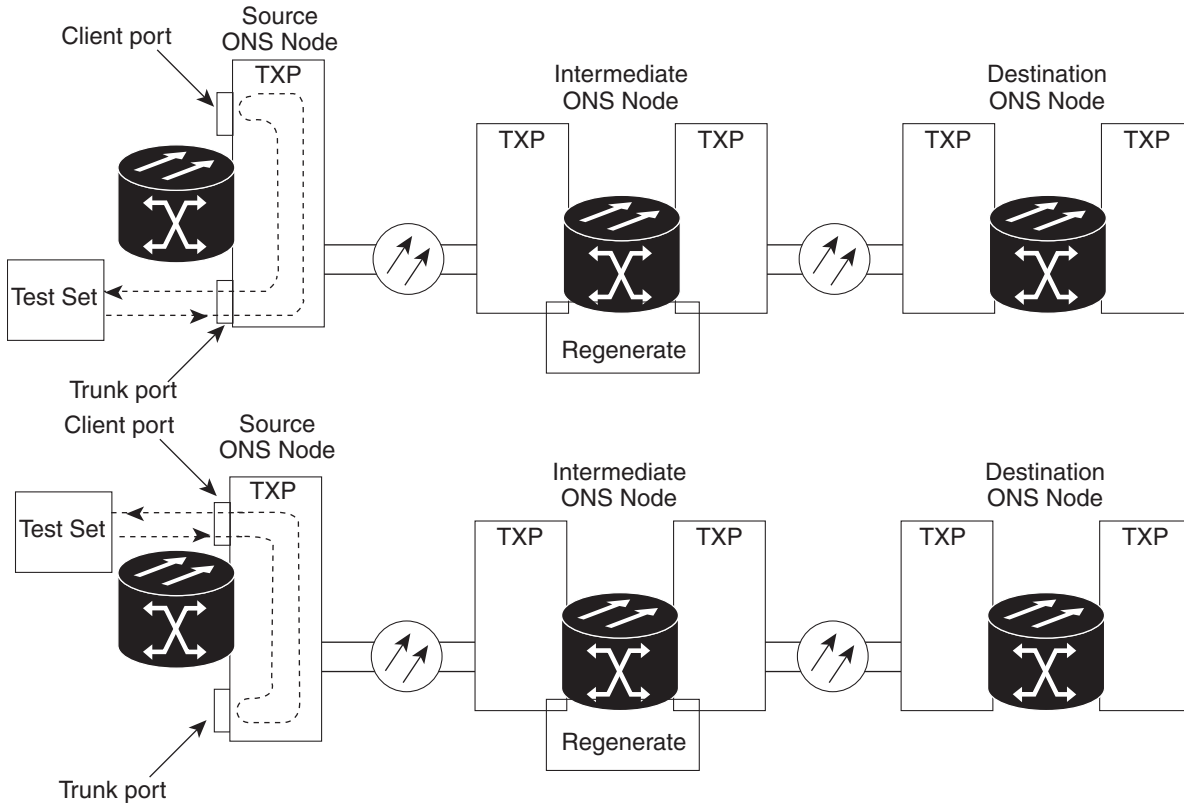 Client port
Source
ONS Node
TXP
Intermediate
ONS Node
TXP
TXP
Destination
ONS Node
TXP
TXP
Test Set
Regenerate
Trunk port
Client port
Source
ONS Node
TXP
Intermediate
ONS Node
TXP
TXP
Destination
ONS Node
TXP
TXP
Test Set
Regenerate
Trunk port